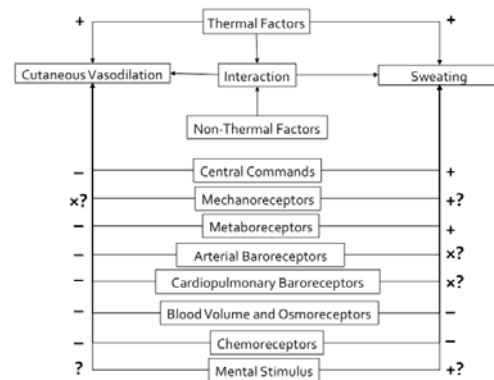 + Thermal Factors +
Cutaneous Vasodilation Interaction Sweating
Non-Thermal Factors
– Central Commands +
×? Mechanoreceptors +?
– Metaboreceptors +
– Arterial Baroreceptors ×?
– Cardiopulmonary Baroreceptors ×?
– Blood Volume and Osmoreceptors –
– Chemoreceptors –
? Mental Stimulus +?